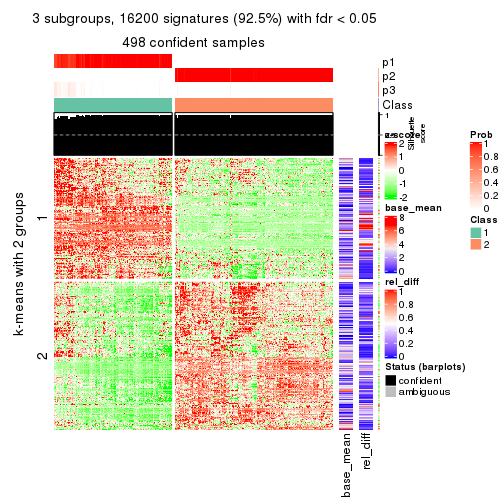 3 subgroups, 16200 signatures (92.5%) with fdr < 0.05
498 confident samples
p1
p2
p3
Class
1
Silhouette
score
k-means with 2 groups
1
2
z-score
2
1
0
-2
base_mean
8
6
4
2
0
rel_diff
1
0.8
0.6
0.4
0.2
0
Status (barplots)
confident
ambiguous
Prob
1
0.8
0.6
0.4
0.2
0
Class
1
2
base_mean
rel_diff